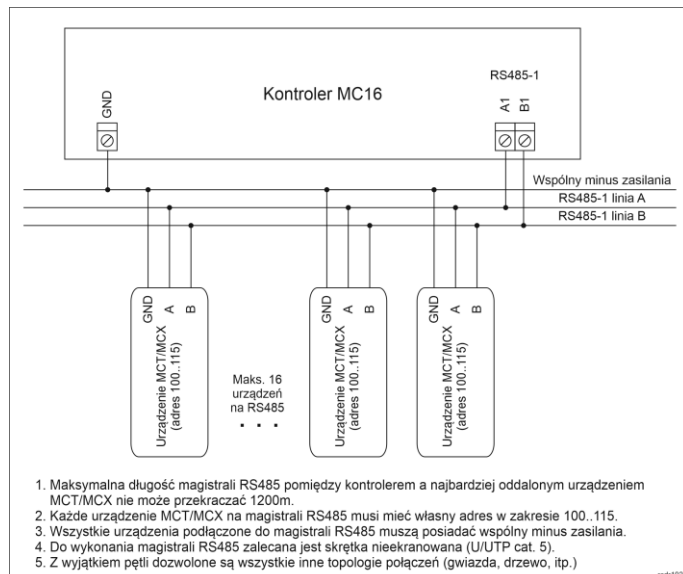 RS485-1
Kontroler MC16
GND
A1
B1
Wspólny minus zasilania
RS485-1 linia A
RS485-1 linia B
GND
A
B
Urządzenie MCT/MCX
(adres 100..115)
Maks. 16
urządzeń
na RS485
. . .
GND
A
B
Urządzenie MCT/MCX
(adres 100..115)
GND
A
B
Urządzenie MCT/MCX
(adres 100..115)
1. Maksymalna długość magistrali RS485 pomiędzy kontrolerem a najbardziej oddalonym urządzeniem
MCT/MCX nie może przekraczać 1200m.
2. Każde urządzenie MCT/MCX na magistrali RS485 musi mieć własny adres w zakresie 100..115.
3. Wszystkie urządzenia podłączone do magistrali RS485 muszą posiadać wspólny minus zasilania.
4. Do wykonania magistrali RS485 zalecana jest skrętka nieekranowana (U/UTP cat. 5).
5. Z wyjątkiem pętli dozwolone są wszystkie inne topologie połączeń (gwiazda, drzewo, itp.)